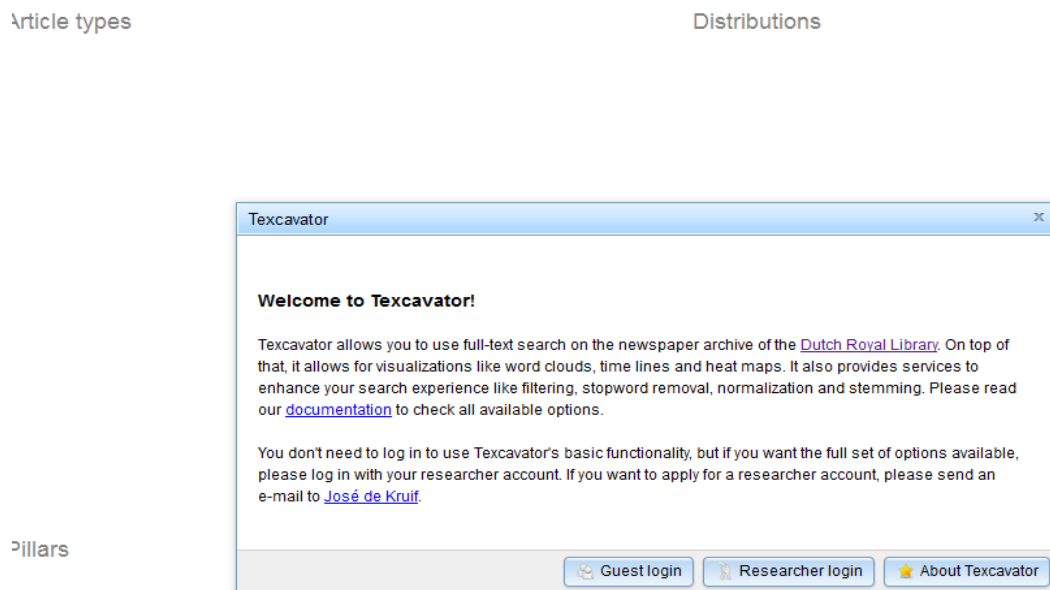 Article types
Distributions
Texcavator
x
Welcome to Texcavator!
Texcavator allows you to use full-text search on the newspaper archive of the Dutch Royal Library. On top of
that, it allows for visualizations like word clouds, time lines and heat maps. It also provides services to
enhance your search experience like filtering, stopword removal, normalization and stemming. Please read
our documentation to check all available options.
You don't need to log in to use Texcavator's basic functionality, but if you want the full set of options available,
please log in with your researcher account. If you want to apply for a researcher account, please send an
e-mail to José de Kruif.
Pillars
Guest login
Researcher login
About Texcavator